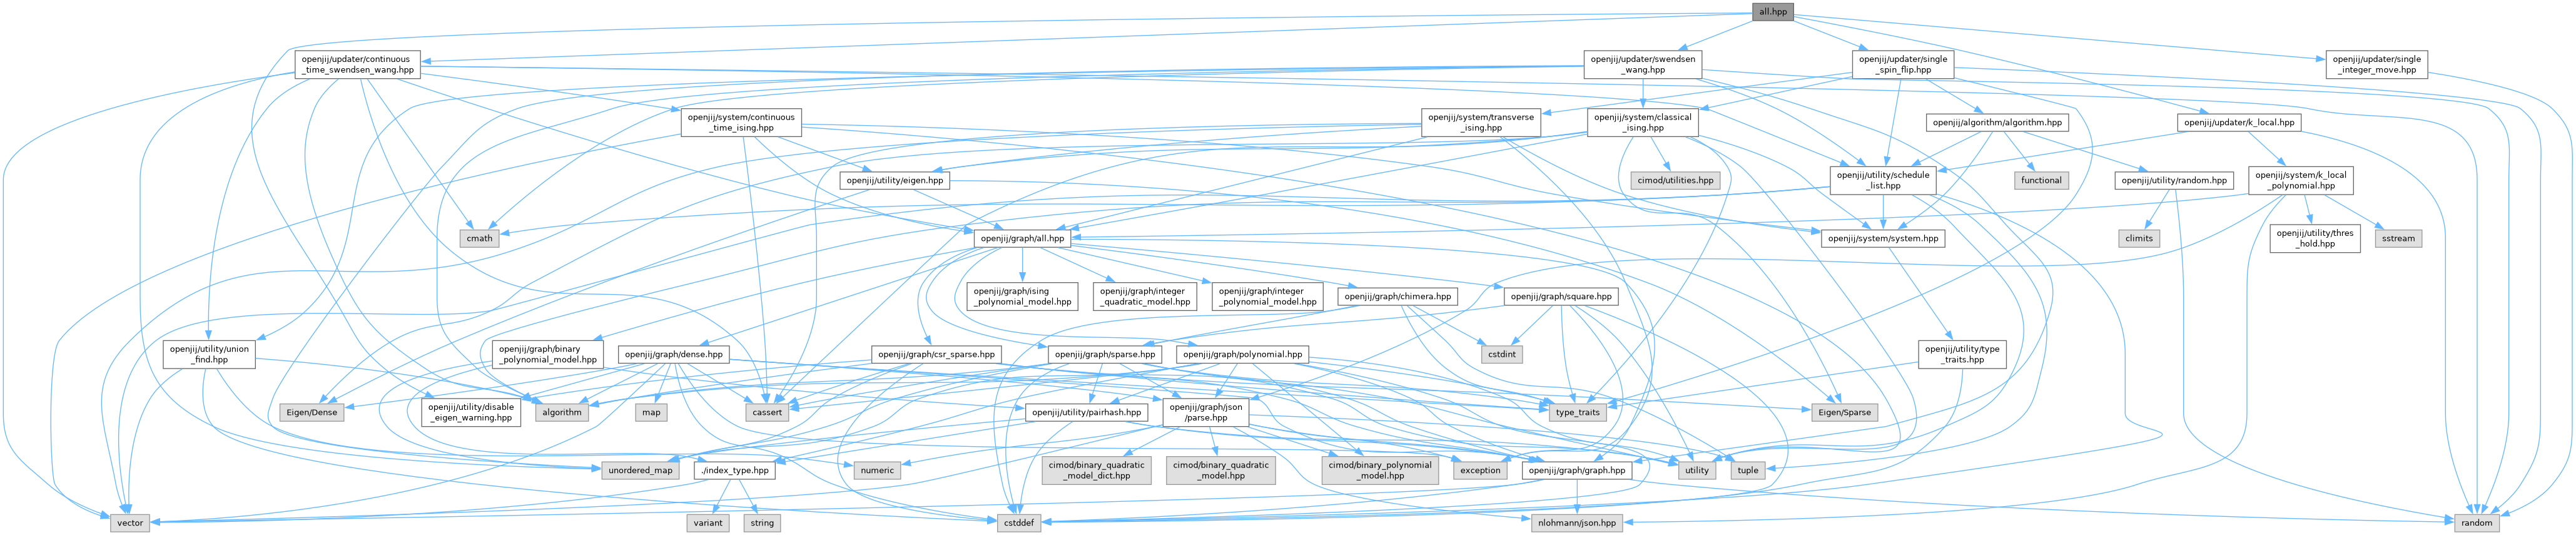 all.hpp
openjij/updater/continuous
_time_swendsen_wang.hpp
openjij/updater/swendsen
_wang.hpp
openjij/updater/single
_spin_flip.hpp
openjij/updater/single
_integer_move.hpp
openjij/system/continuous
_time_ising.hpp
openjij/system/transverse
_ising.hpp
openjij/system/classical
_ising.hpp
openjij/algorithm/algorithm.hpp
openjij/updater/k_local.hpp
openjij/utility/eigen.hpp
cimod/utilities.hpp
openjij/utility/schedule
_list.hpp
functional
openjij/utility/random.hpp
openjij/system/k_local
_polynomial.hpp
cmath
openjij/graph/all.hpp
openjij/system/system.hpp
climits
openjij/utility/thres
_hold.hpp
sstream
openjij/graph/ising
_polynomial_model.hpp
openjij/graph/integer
_quadratic_model.hpp
openjij/graph/integer
_polynomial_model.hpp
openjij/graph/chimera.hpp
openjij/graph/square.hpp
openjij/utility/union
_find.hpp
openjij/graph/binary
_polynomial_model.hpp
openjij/graph/dense.hpp
openjij/graph/csr_sparse.hpp
openjij/graph/sparse.hpp
openjij/graph/polynomial.hpp
cstdint
openjij/utility/type
_traits.hpp
Eigen/Dense
openjij/utility/disable
_eigen_warning.hpp
algorithm
map
cassert
openjij/utility/pairhash.hpp
openjij/graph/json
/parse.hpp
type_traits
Eigen/Sparse
unordered_map
./index_type.hpp
numeric
cimod/binary_quadratic
_model_dict.hpp
cimod/binary_quadratic
_model.hpp
cimod/binary_polynomial
_model.hpp
exception
openjij/graph/graph.hpp
utility
tuple
vector
variant
string
cstddef
nlohmann/json.hpp
random